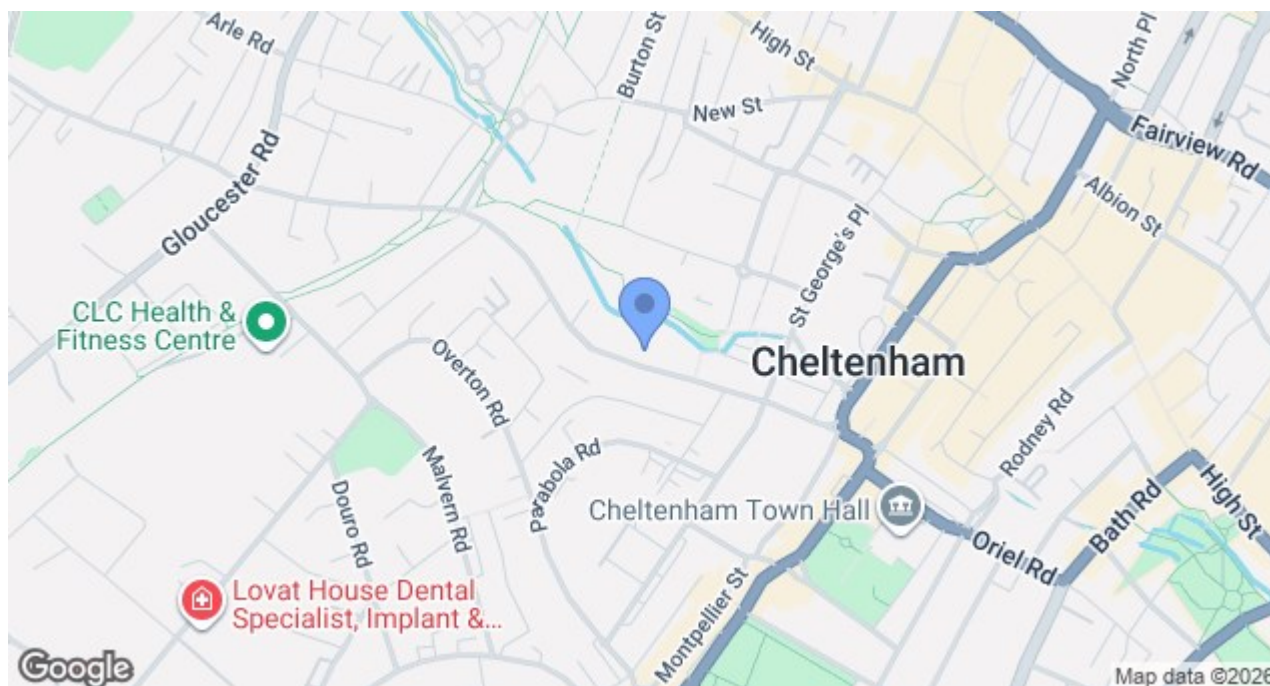 Arle Rd
Burton St
High St
North Pl
New St
Fairview Rd
Gloucester Rd
Albion St
St George's Pl
CLC Health &
Fitness Centre
Overton Rd
Cheltenham
Rodney Rd
Malvern Rd
Parabola Rd
Douro Rd
Cheltenham Town Hall
Oriel Rd
Bath Rd
High St
Lovat House Dental
Specialist, Implant &...
Montpellier St
Google
Map data ©2026